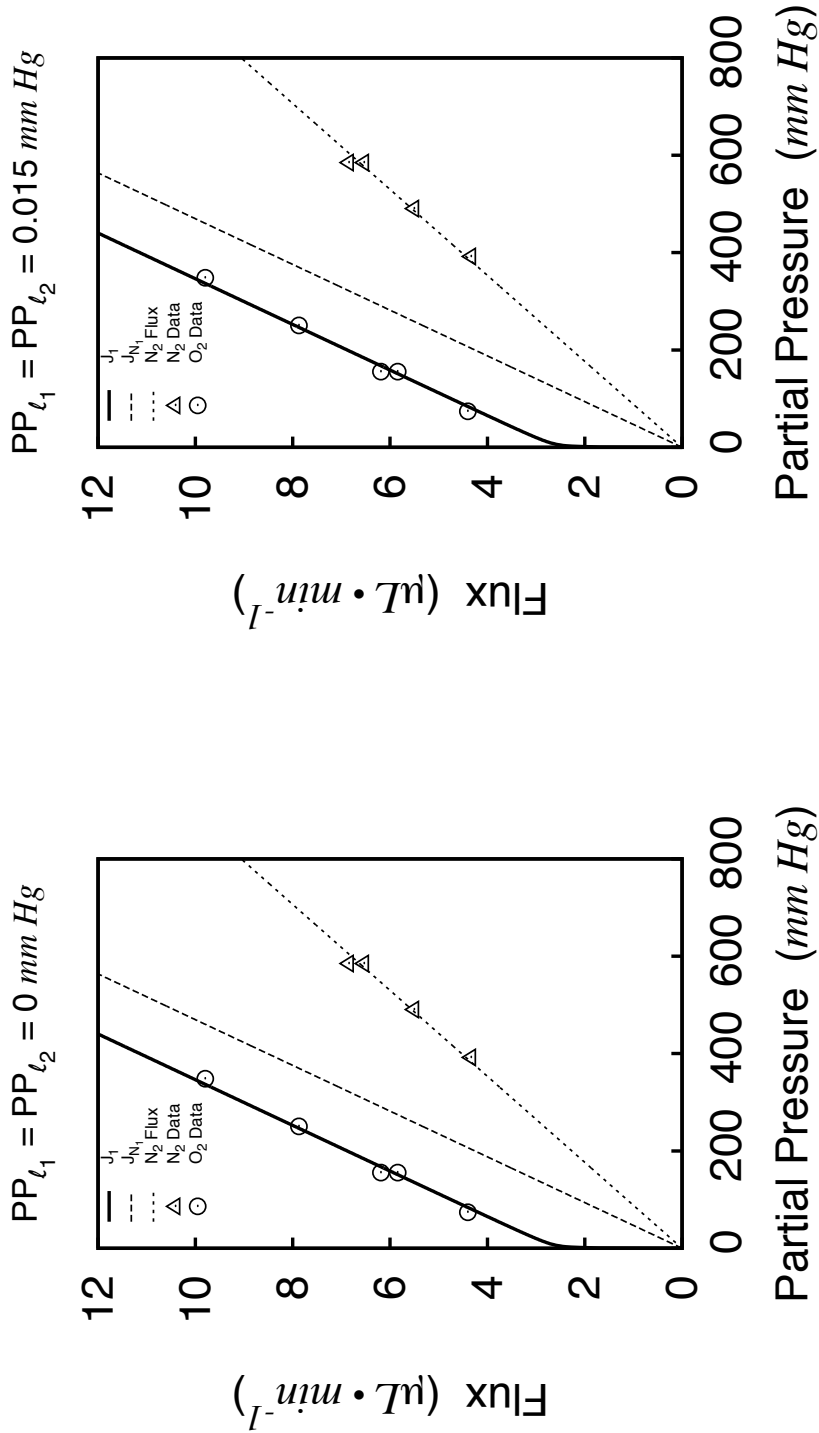 PPℓ₁ = PPℓ₂ = 0 mm Hg
12
10
8
6
4
2
0
Flux (µL • min⁻¹)
J₁
J_N₁
N₂ Flux
N₂ Data
O₂ Data
0 200 400 600 800
Partial Pressure (mm Hg)
PPℓ₁ = PPℓ₂ = 0.015 mm Hg
12
10
8
6
4
2
0
Flux (µL • min⁻¹)
J₁
J_N₁
N₂ Flux
N₂ Data
O₂ Data
0 200 400 600 800
Partial Pressure (mm Hg)